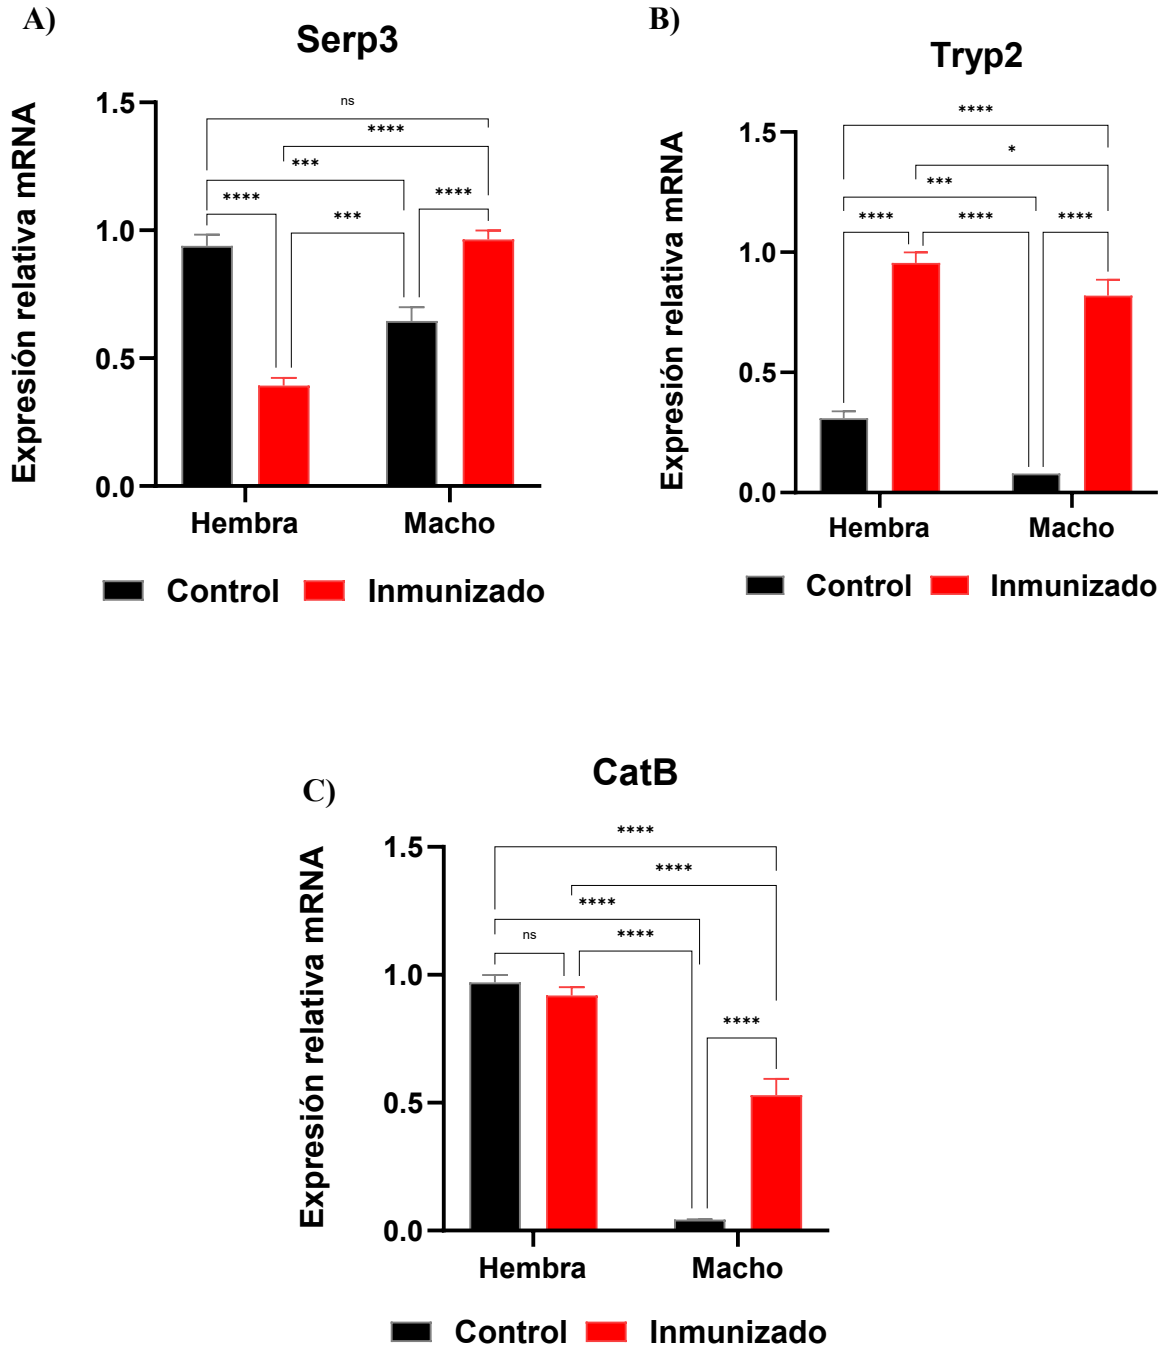 A)
Serp3
Expresión relativa mRNA
1.5
1.0
0.5
0.0
ns
****
***
****
***
****
Hembra
Macho
Control
Inmunizado
B)
Tryp2
Expresión relativa mRNA
1.5
1.0
0.5
0.0
****
*
***
****
****
****
Hembra
Macho
Control
Inmunizado
C)
CatB
Expresión relativa mRNA
1.5
1.0
0.5
0.0
****
****
****
ns
****
****
Hembra
Macho
Control
Inmunizado